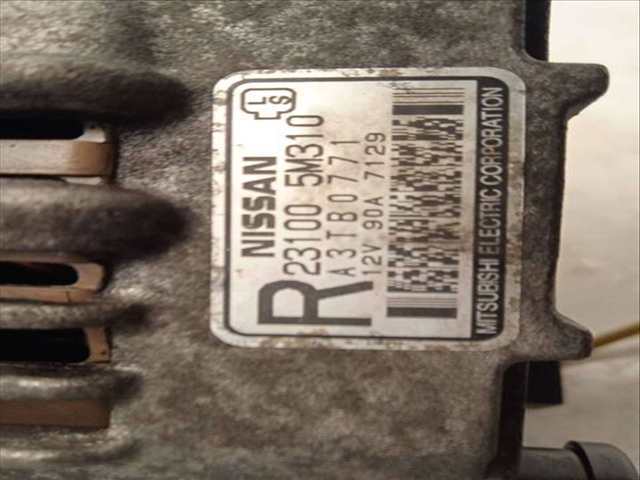 NISSAN
L
S
R
23100 5M310
A3TB0771
12V 90A 7129
MITSUBISHI ELECTRIC CORPORATION